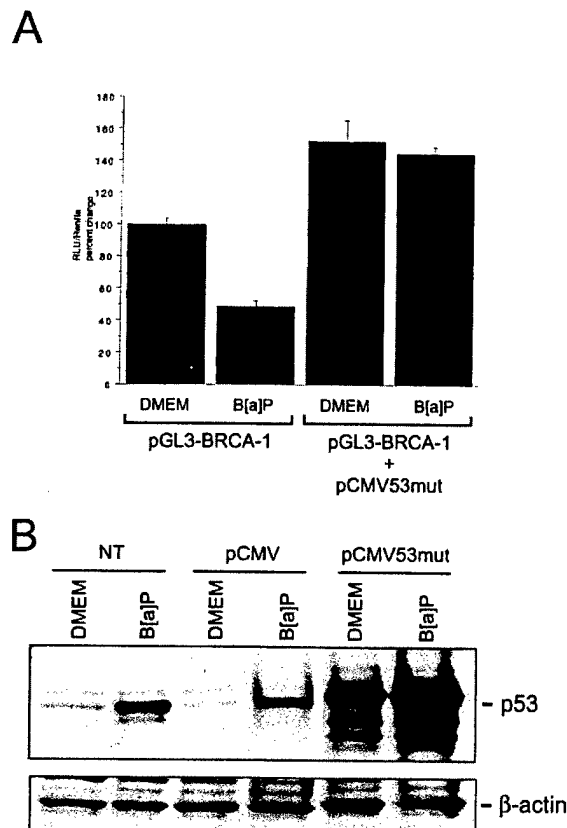 A
RLU/Renilla
percent change
180
160
140
120
100
80
60
40
20
0
DMEM B[a]P DMEM B[a]P
pGL3-BRCA-1 pGL3-BRCA-1
+
pCMV53mut
B
NT pCMV pCMV53mut
DMEM B[a]P DMEM B[a]P DMEM B[a]P
- p53
- β-actin